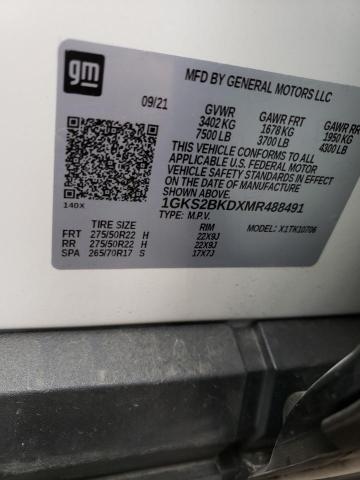 gm
MFD BY GENERAL MOTORS LLC
09/21
GVWR GAWR FRT GAWR RR
3402 KG 1678 KG 1950 KG
7500 LB 3700 LB 4300 LB
THIS VEHICLE CONFORMS TO ALL APPLICABLE
U.S. FEDERAL MOTOR
VEHICLE SAFETY STANDARDS IN EFFECT ON THE
DATE OF MANUFACTURE SHOWN ABOVE.
1GKS2BKDXMR488491
TYPE: M.P.V. MODEL: X1TK10706
140X
TIRE SIZE RIM
FRT 275/50R22 H 22X9J
RR 275/50R22 H 22X9J
SPA 265/70R17 S 17X7J